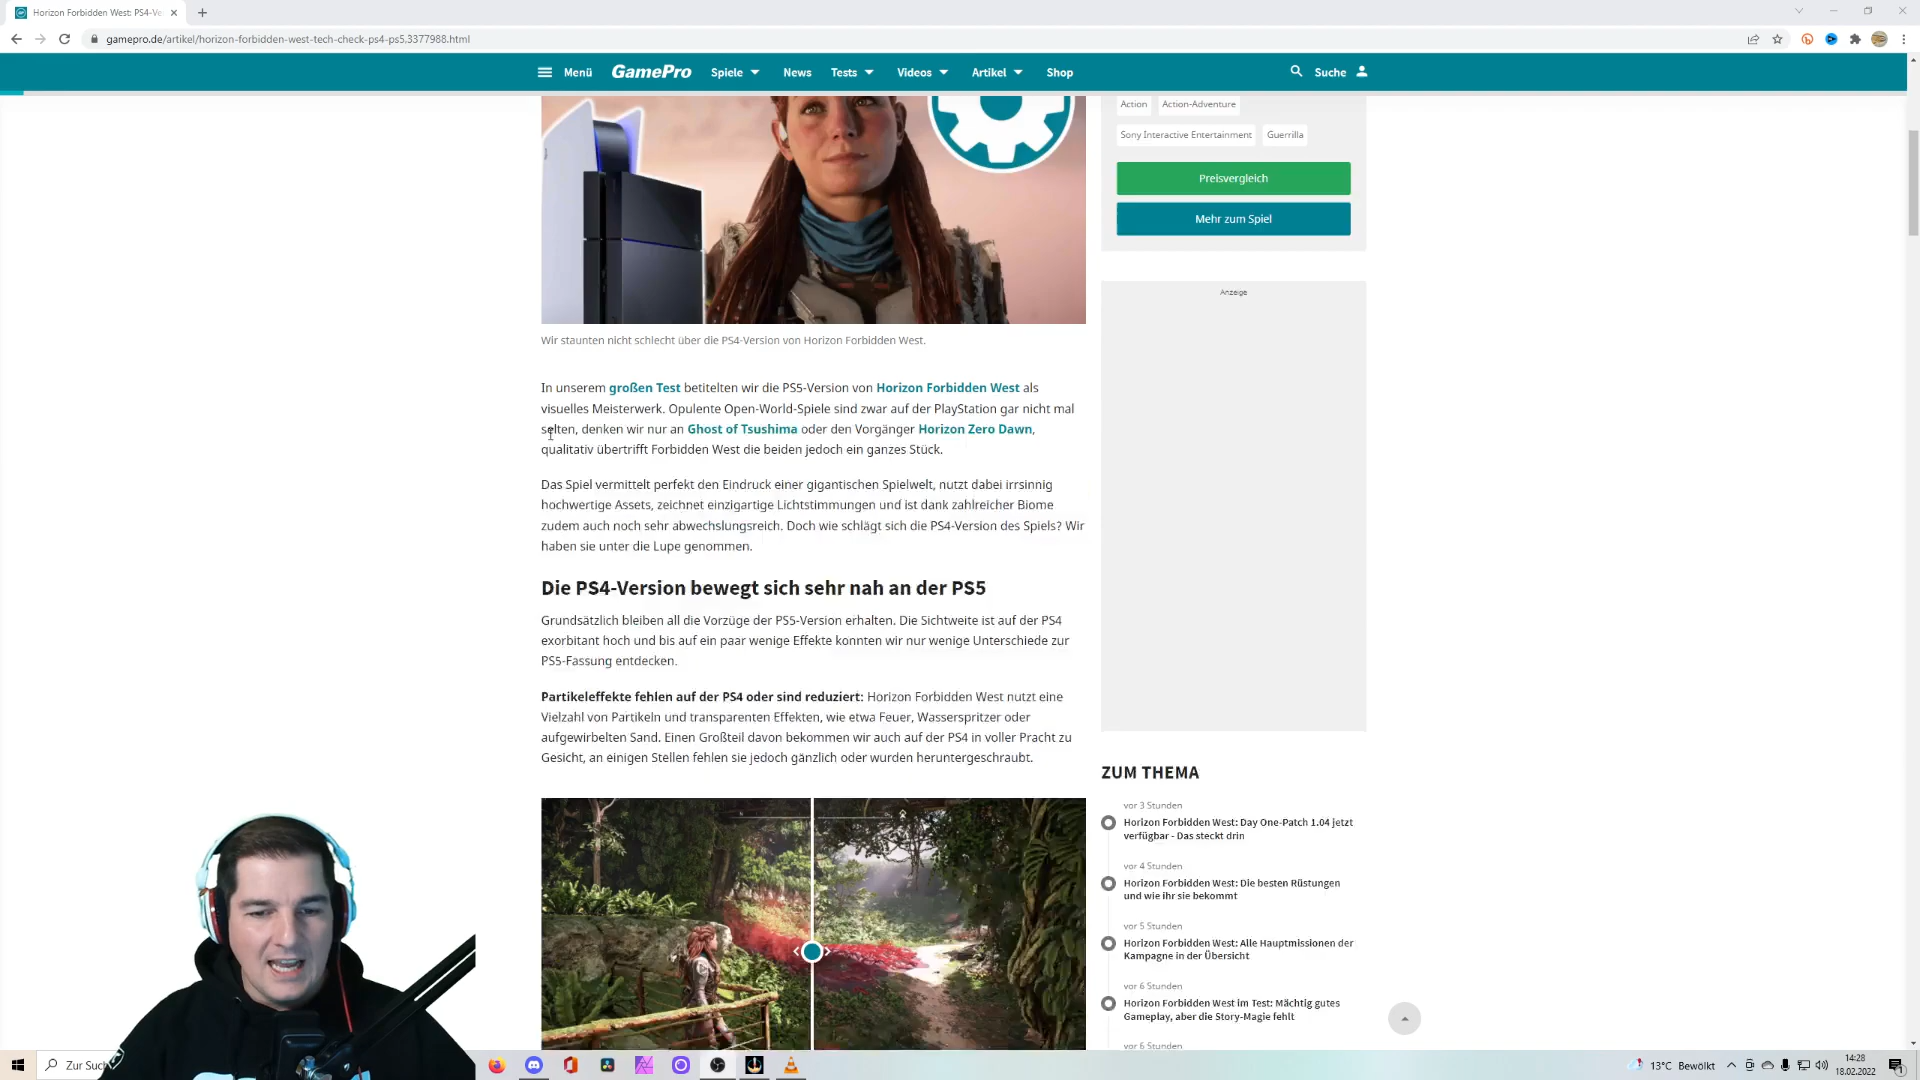 Horizon Forbidden West: PS4-Ve
gamepro.de/artikel/horizon-forbidden-west-tech-check-ps4-ps5,3377988.html
Menü GamePro Spiele News Tests Videos Artikel Shop Suche
Wir staunten nicht schlecht über die PS4-Version von Horizon Forbidden West.
In unserem großen Test betitelten wir die PS5-Version von Horizon Forbidden West als
visuelles Meisterwerk. Opulente Open-World-Spiele sind zwar auf der PlayStation gar nicht mal
selten, denken wir nur an Ghost of Tsushima oder den Vorgänger Horizon Zero Dawn,
qualitativ übertrifft Forbidden West die beiden jedoch ein ganzes Stück.
Das Spiel vermittelt perfekt den Eindruck einer gigantischen Spielwelt, nutzt dabei irrsinnig
hochwertige Assets, zeichnet einzigartige Lichtstimmungen und ist dank zahlreicher Biome
zudem auch noch sehr abwechslungsreich. Doch wie schlägt sich die PS4-Version des Spiels? Wir
haben sie unter die Lupe genommen.
Die PS4-Version bewegt sich sehr nah an der PS5
Grundsätzlich bleiben all die Vorzüge der PS5-Version erhalten. Die Sichtweite ist auf der PS4
exorbitant hoch und bis auf ein paar wenige Effekte konnten wir nur wenige Unterschiede zur
PS5-Fassung entdecken.
Partikeleffekte fehlen auf der PS4 oder sind reduziert: Horizon Forbidden West nutzt eine
Vielzahl von Partikeln und transparenten Effekten, wie etwa Feuer, Wasserspritzer oder
aufgewirbelten Sand. Einen Großteil davon bekommen wir auch auf der PS4 in voller Pracht zu
Gesicht, an einigen Stellen fehlen sie jedoch gänzlich oder wurden heruntergeschraubt.
Action Action-Adventure
Sony Interactive Entertainment Guerrilla
Preisvergleich
Mehr zum Spiel
Anzeige
ZUM THEMA
vor 3 Stunden
Horizon Forbidden West: Day One-Patch 1.04 jetzt
verfügbar - Das steckt drin
vor 4 Stunden
Horizon Forbidden West: Die besten Rüstungen
und wie ihr sie bekommt
vor 5 Stunden
Horizon Forbidden West: Alle Hauptmissionen der
Kampagne in der Übersicht
vor 6 Stunden
Horizon Forbidden West im Test: Mächtig gutes
Gameplay, aber die Story-Magie fehlt
vor 6 Stunden
Zur Such
13°C Bewölkt
14:28
18.02.2022